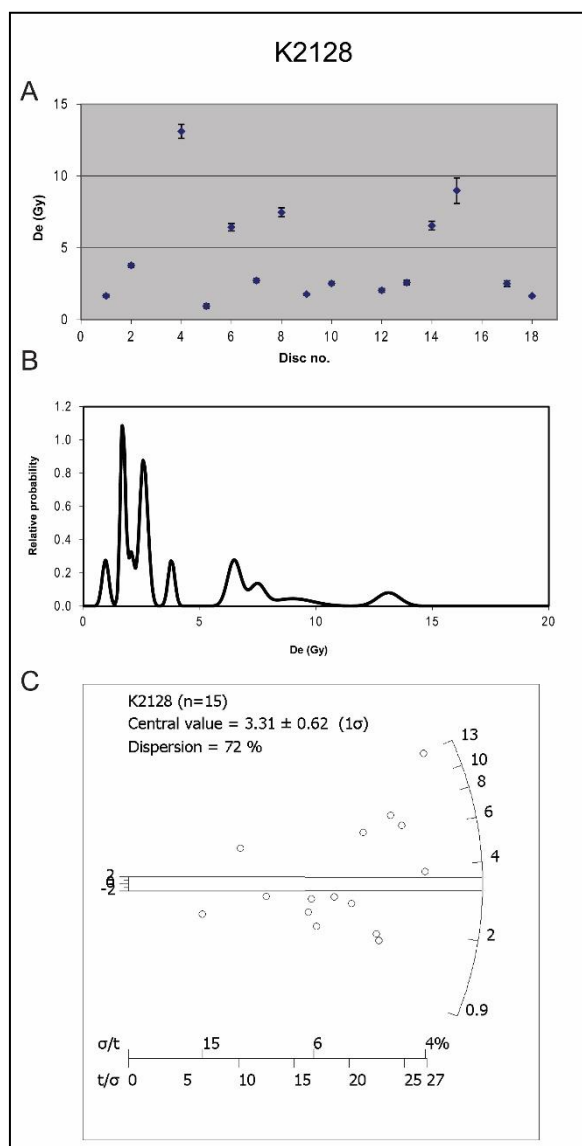 K2128
A
15
10
5
0
De (Gy)
0 2 4 6 8 10 12 14 16 18
Disc no.
B
1.2
1.0
0.8
0.6
0.4
0.2
0.0
Relative probability
0 5 10 15 20
De (Gy)
C
K2128 (n=15)
Central value = 3.31 ± 0.62 (1σ)
Dispersion = 72 %
13
10
8
6
4
2
0.9
2
0
-2
σ/t 15 6 4%
t/σ 0 5 10 15 20 25 27